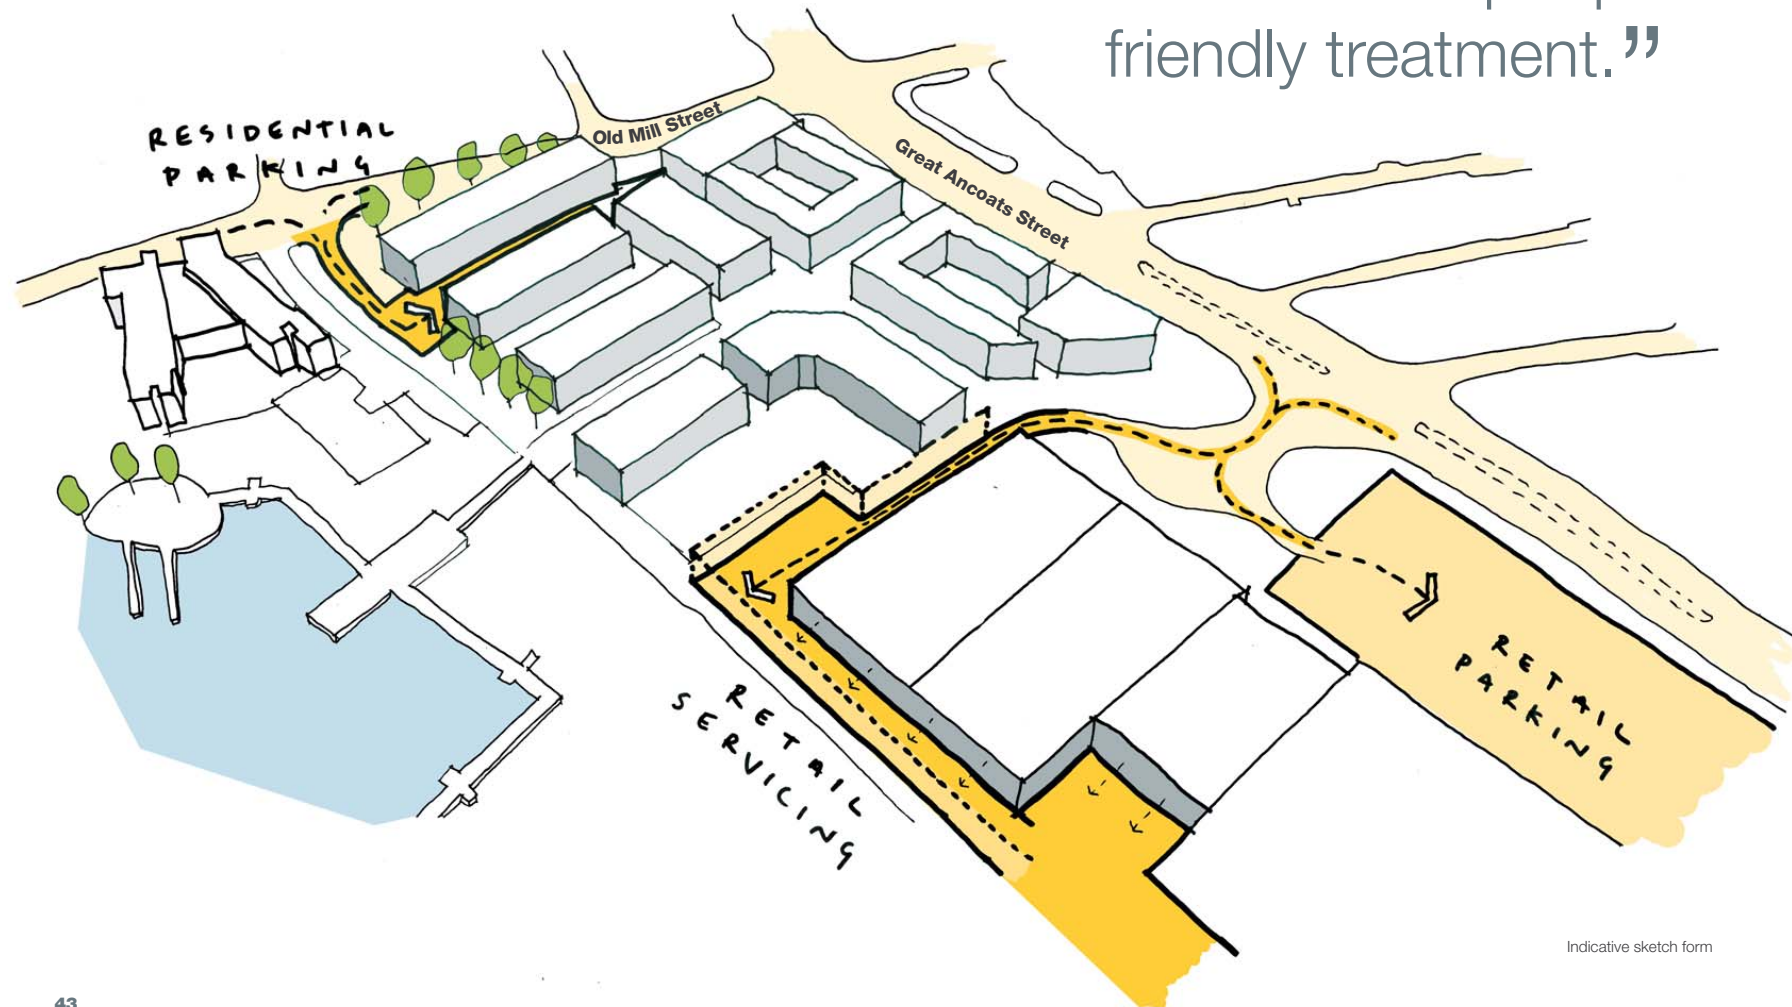 friendly treatment.”
RESIDENTIAL
PARKING
Old Mill Street
Great Ancoats Street
RETAIL
PARKING
RETAIL
SERVICING
Indicative sketch form
43